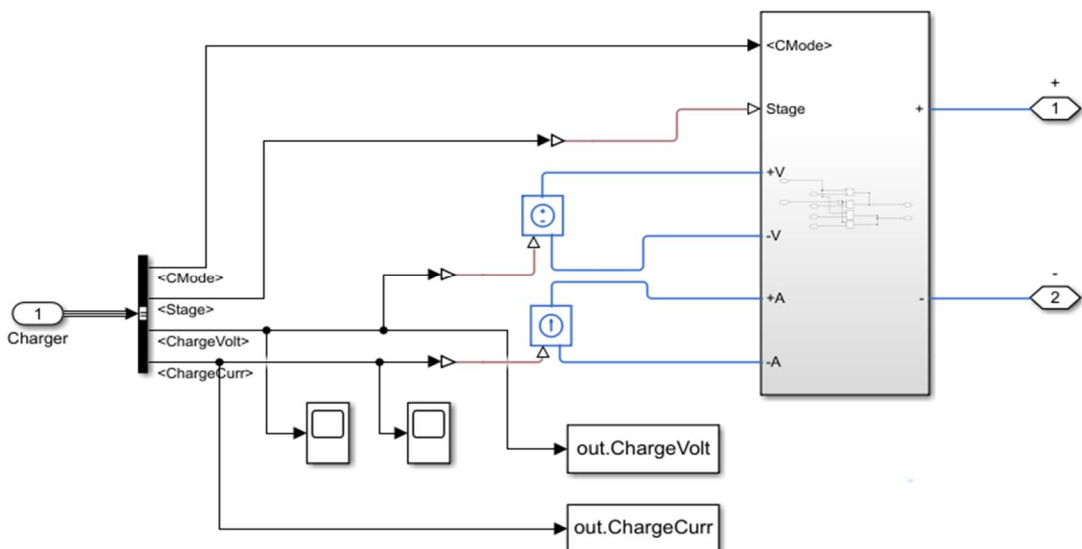 <CMode>
Stage
+V
-V
+A
-A
+
-
+
1
-
2
1
Charger
<CMode>
<Stage>
<ChargeVolt>
<ChargeCurr>
out.ChargeVolt
out.ChargeCurr